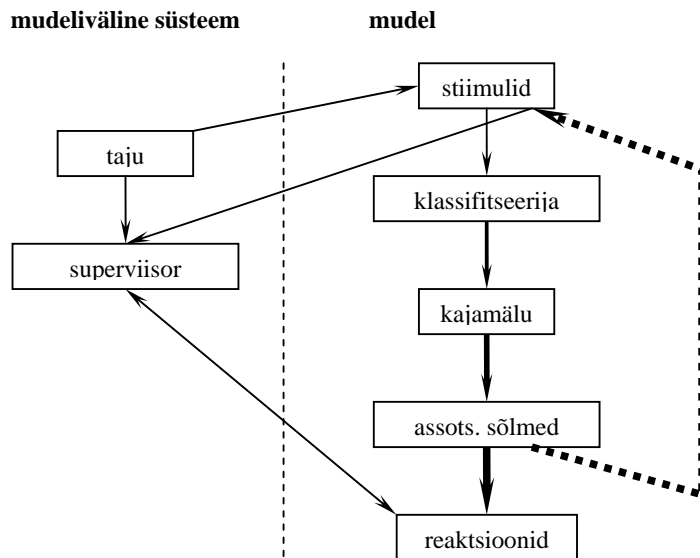 mudeliväline süsteem
mudel
stiimulid
taju
klassifitseerija
superviisor
kajamälu
assots. sõlmed
reaktsioonid